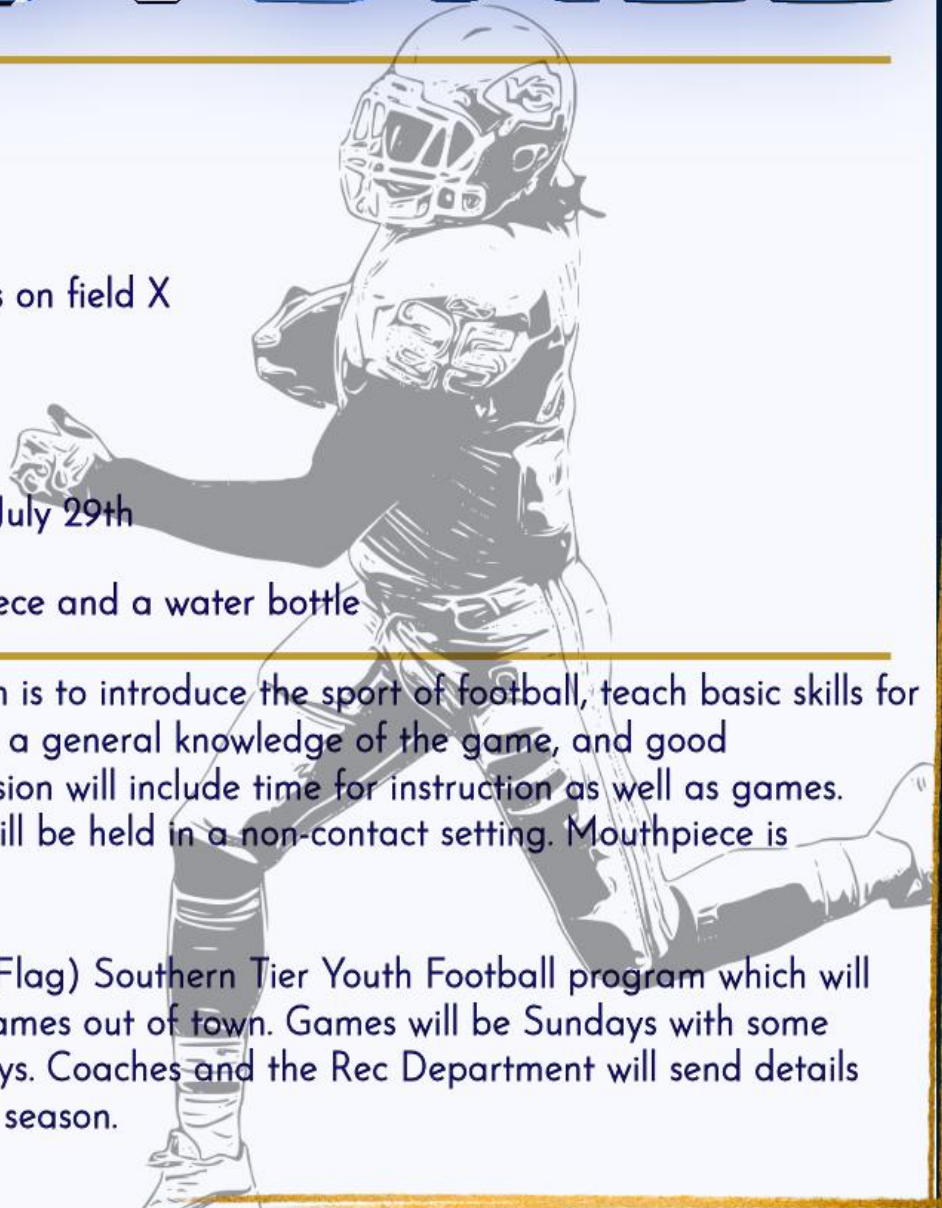 s on field X
July 29th
ece and a water bottle
n is to introduce the sport of football, teach basic skills for
a general knowledge of the game, and good
sion will include time for instruction as well as games.
ill be held in a non-contact setting. Mouthpiece is
Flag) Southern Tier Youth Football program which will
ames out of town. Games will be Sundays with some
ys. Coaches and the Rec Department will send details
season.